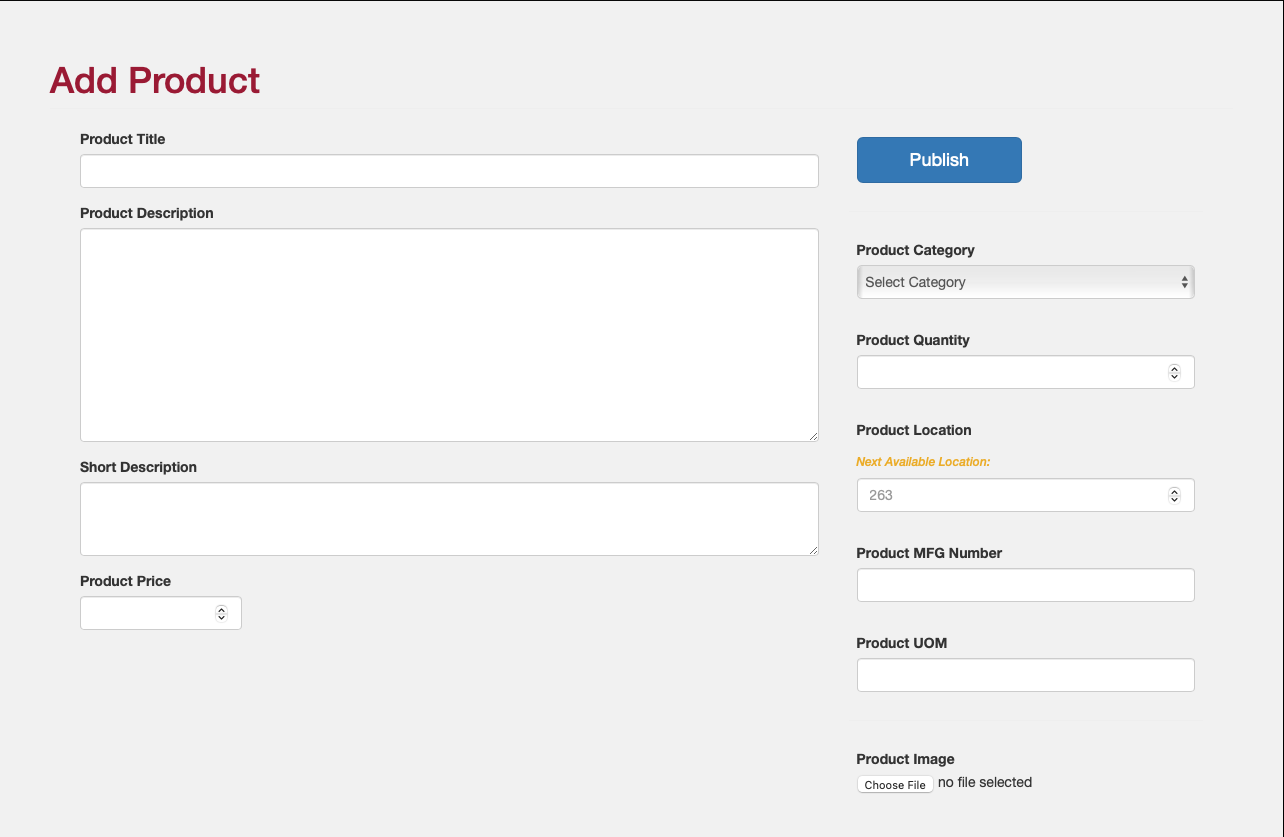 Add Product
Product Title
Product Description
Short Description
Product Price
Publish
Product Category
Select Category
Product Quantity
Product Location
Next Available Location:
263
Product MFG Number
Product UOM
Product Image
Choose File no file selected